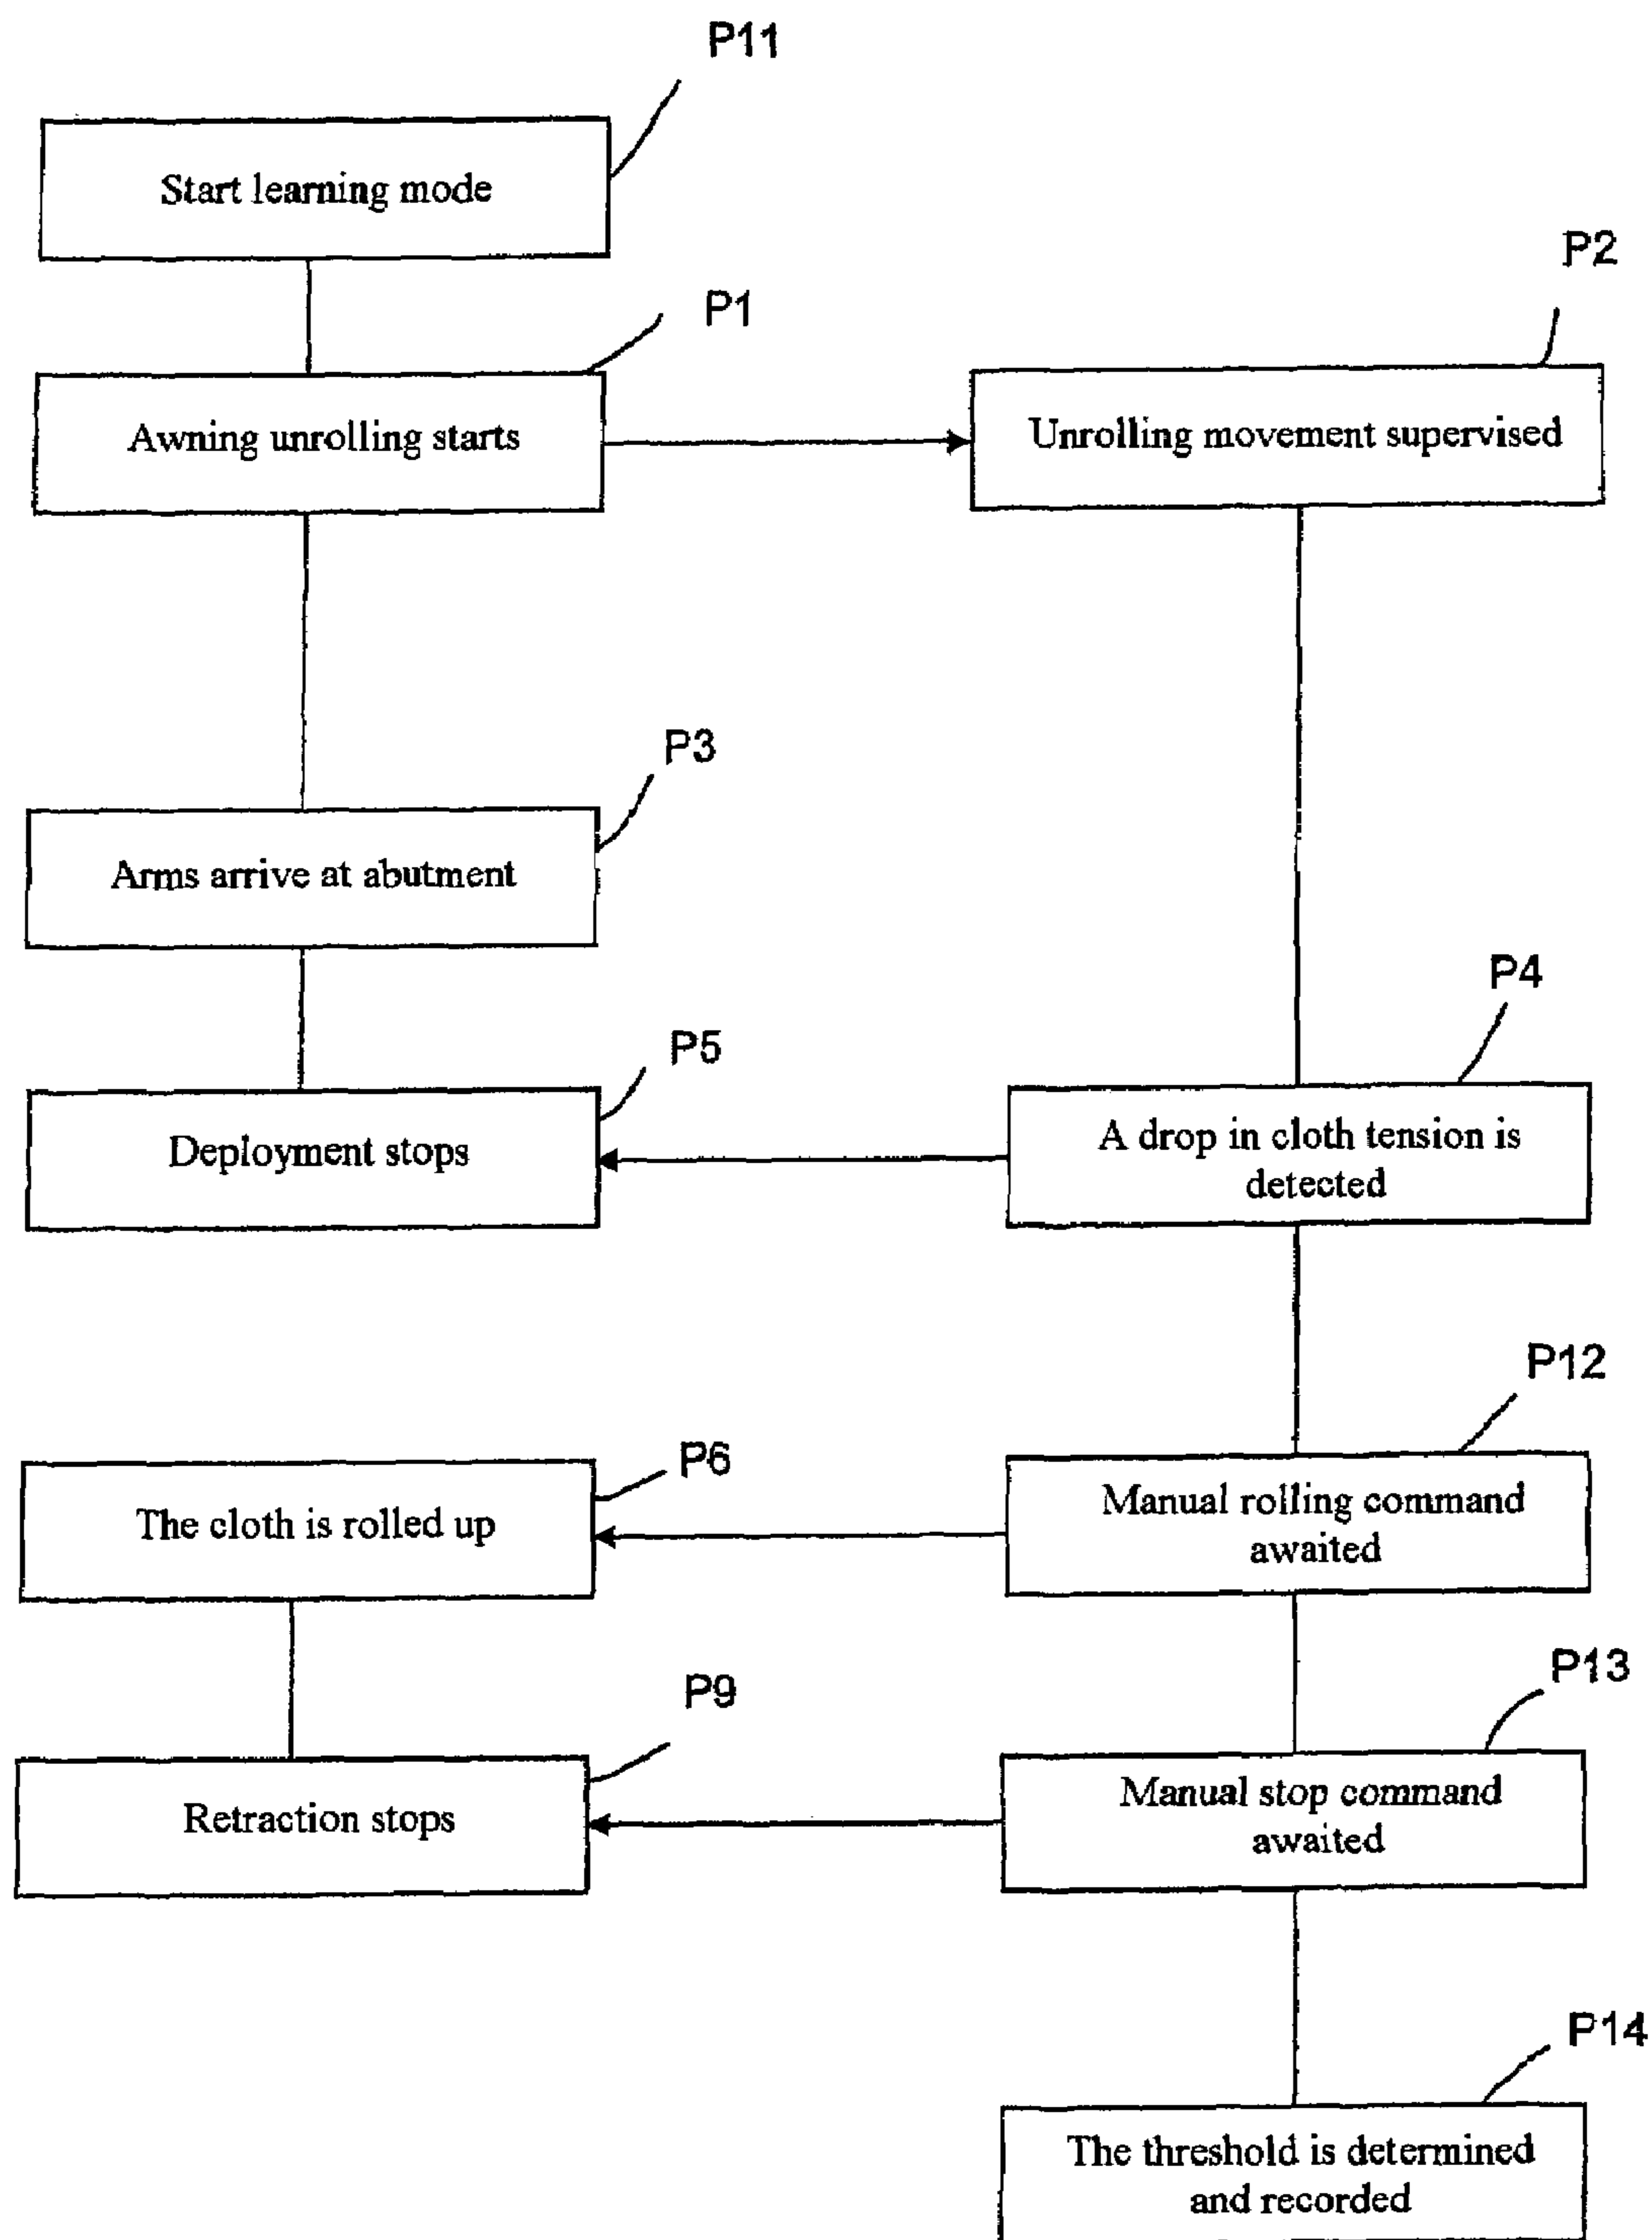 P11
Start learning mode
P2
P1
Awning unrolling starts
Unrolling movement supervised
P3
Arms arrive at abutment
P4
P5
Deployment stops
A drop in cloth tension is
detected
P12
P6
The cloth is rolled up
Manual rolling command
awaited
P13
P9
Retraction stops
Manual stop command
awaited
P14
The threshold is determined
and recorded